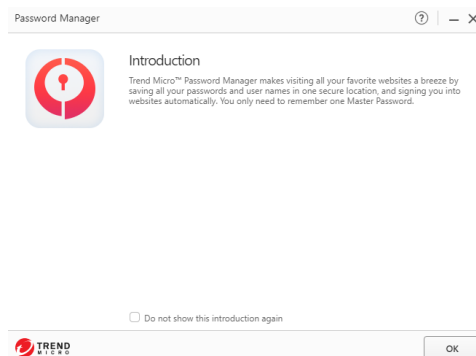 Password Manager
Introduction
Trend Micro™ Password Manager makes visiting all your favorite websites a breeze by
saving all your passwords and user names in one secure location, and signing you into
websites automatically. You only need to remember one Master Password.
Do not show this introduction again
TREND
MICRO
OK